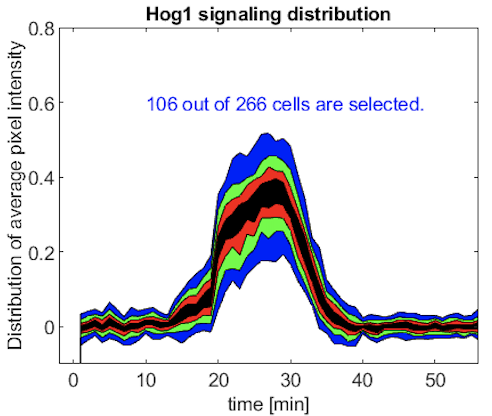 Hog1 signaling distribution
Distribution of average pixel intensity
0.8
0.6
0.4
0.2
0
106 out of 266 cells are selected.
0 10 20 30 40 50
time [min]